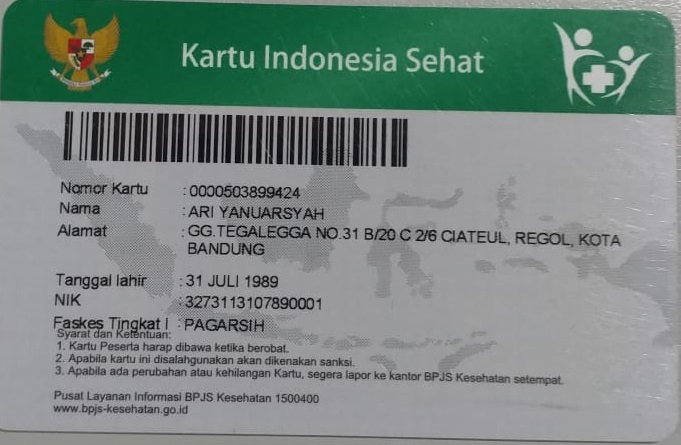 Kartu Indonesia Sehat
Nomor Kartu : 0000503899424
Nama : ARI YANUARSYAH
Alamat : GG.TEGALEGGA NO.31 B/20 C 2/6 CIATEUL, REGOL, KOTA
BANDUNG
Tanggal lahir : 31 JULI 1989
NIK : 3273113107890001
Faskes Tingkat I : PAGARSIH
Syarat dan Ketentuan:
1. Kartu Peserta harap dibawa ketika berobat.
2. Apabila kartu ini disalahgunakan akan dikenakan sanksi.
3. Apabila ada perubahan atau kehilangan Kartu, segera lapor ke kantor BPJS Kesehatan setempat.
Pusat Layanan Informasi BPJS Kesehatan 1500400
www.bpjs-kesehatan.go.id